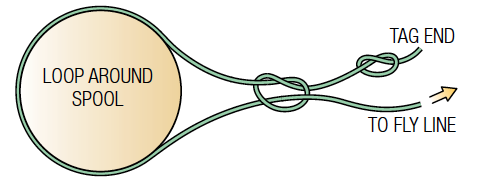 TAG END
LOOP AROUND
SPOOL
TO FLY LINE